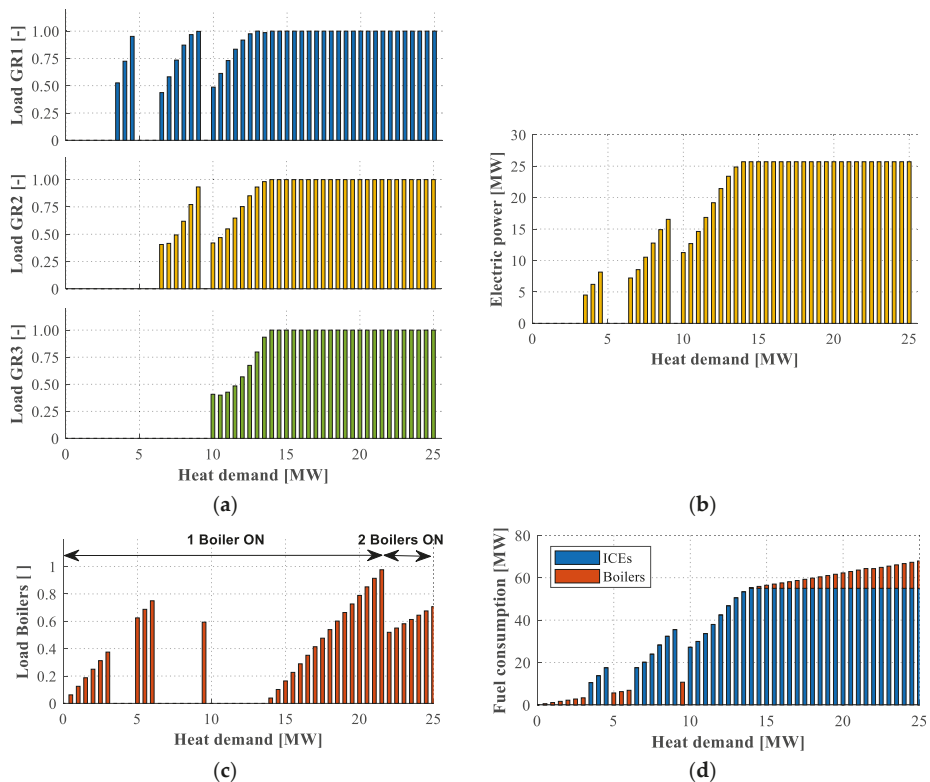 Load GR1 [-]
1.00
0.75
0.50
0.25
0
Load GR2 [-]
1.00
0.75
0.50
0.25
0
Load GR3 [-]
1.00
0.75
0.50
0.25
0
0 5 10 15 20 25
Heat demand [MW]
(a)
Electric power [MW]
30
25
20
15
10
5
0
0 5 10 15 20 25
Heat demand [MW]
(b)
1 Boiler ON 2 Boilers ON
Load Boilers [ ]
1
0.8
0.6
0.4
0.2
0
0 5 10 15 20 25
Heat demand [MW]
(c)
Fuel consumption [MW]
80
60
40
20
0
ICEs
Boilers
0 5 10 15 20 25
Heat demand [MW]
(d)